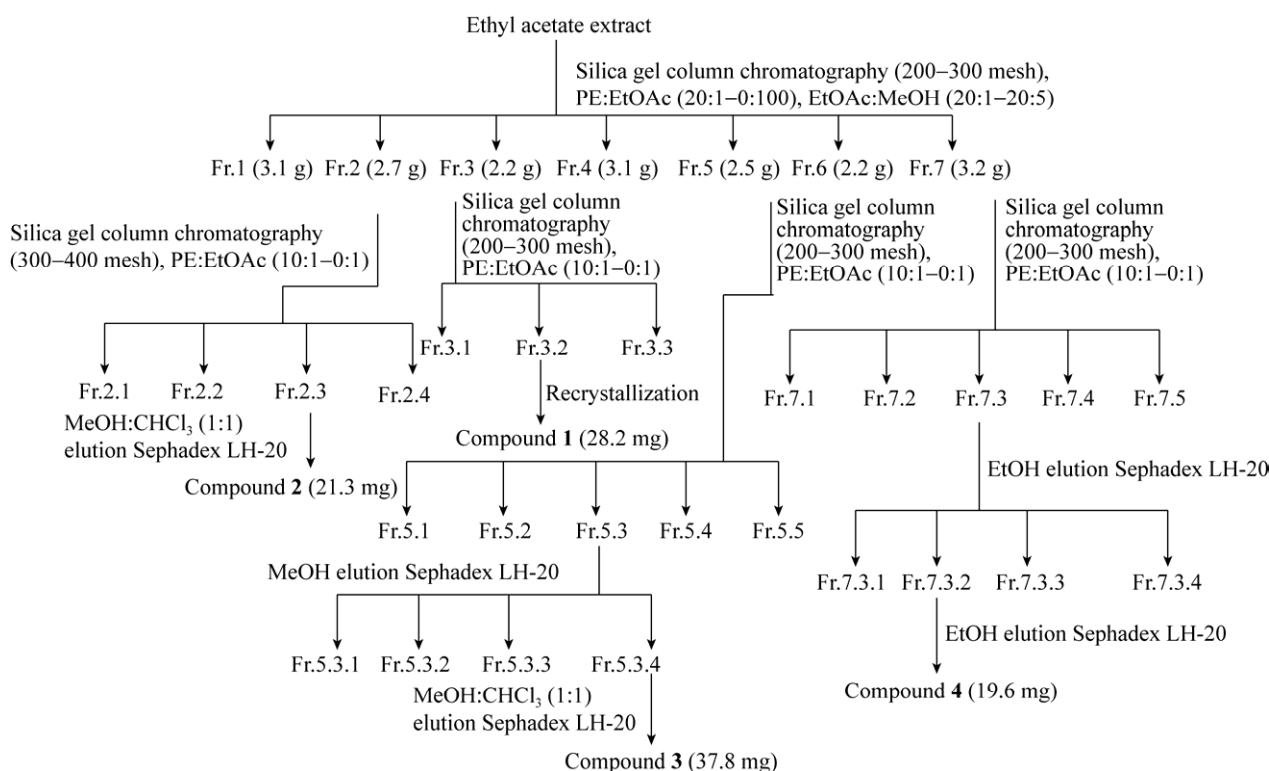 Ethyl acetate extract
Silica gel column chromatography (200–300 mesh),
PE:EtOAc (20:1–0:100), EtOAc:MeOH (20:1–20:5)
Fr.1 (3.1 g) Fr.2 (2.7 g) Fr.3 (2.2 g) Fr.4 (3.1 g) Fr.5 (2.5 g) Fr.6 (2.2 g) Fr.7 (3.2 g)
Silica gel column chromatography
(300–400 mesh), PE:EtOAc (10:1–0:1)
Silica gel column
chromatography
(200–300 mesh),
PE:EtOAc (10:1–0:1)
Silica gel column
chromatography
(200–300 mesh),
PE:EtOAc (10:1–0:1)
Silica gel column
chromatography
(200–300 mesh),
PE:EtOAc (10:1–0:1)
Fr.3.1 Fr.3.2 Fr.3.3
Fr.2.1 Fr.2.2 Fr.2.3 Fr.2.4
Fr.7.1 Fr.7.2 Fr.7.3 Fr.7.4 Fr.7.5
Recrystallization
MeOH:CHCl₃ (1:1)
elution Sephadex LH-20
Compound 1 (28.2 mg)
Compound 2 (21.3 mg)
EtOH elution Sephadex LH-20
Fr.5.1 Fr.5.2 Fr.5.3 Fr.5.4 Fr.5.5
MeOH elution Sephadex LH-20
Fr.7.3.1 Fr.7.3.2 Fr.7.3.3 Fr.7.3.4
EtOH elution Sephadex LH-20
Fr.5.3.1 Fr.5.3.2 Fr.5.3.3 Fr.5.3.4
MeOH:CHCl₃ (1:1)
elution Sephadex LH-20
Compound 4 (19.6 mg)
Compound 3 (37.8 mg)